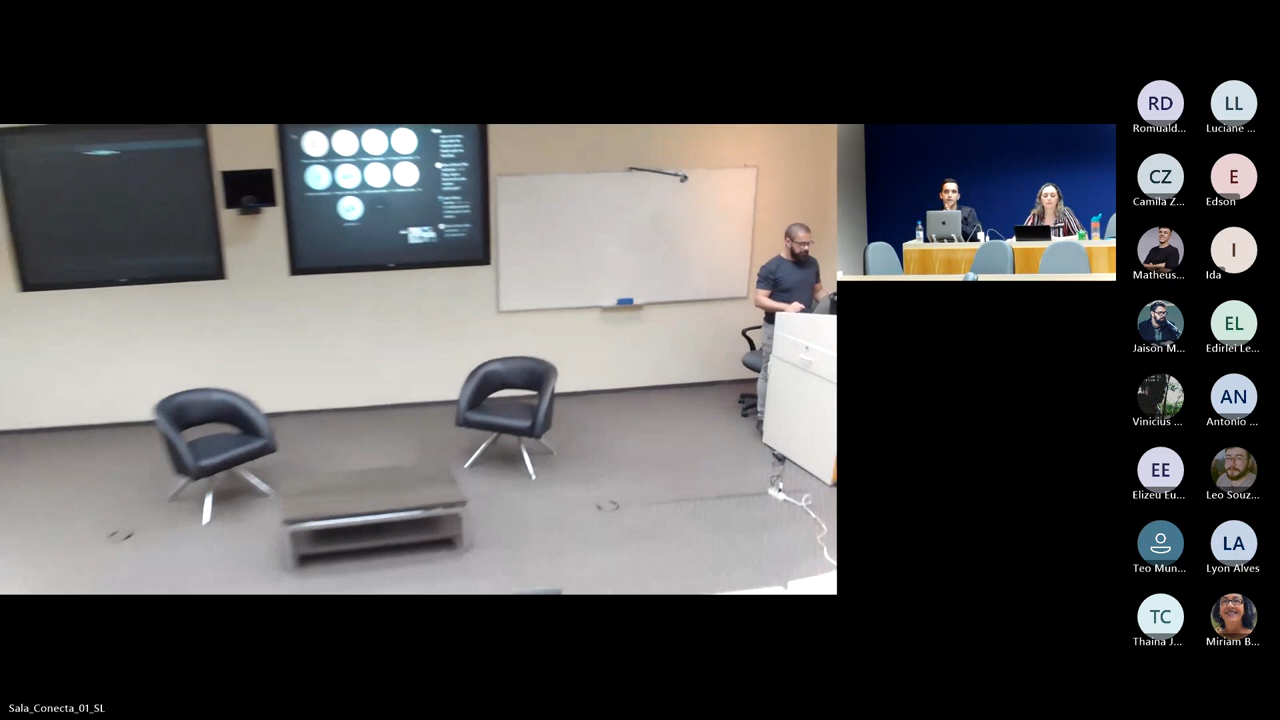 RD
LL
Romuald...
Luciane ...
CZ
E
Camila Z...
Edson
I
Matheus...
Ida
EL
Jaison M...
Edirlei Le...
AN
Vinicius ...
Antonio ...
EE
Elizeu Eu...
Leo Souz...
LA
Teo Mun...
Lyon Alves
TC
Thaina J...
Miriam B...
Sala_Conecta_01_SL